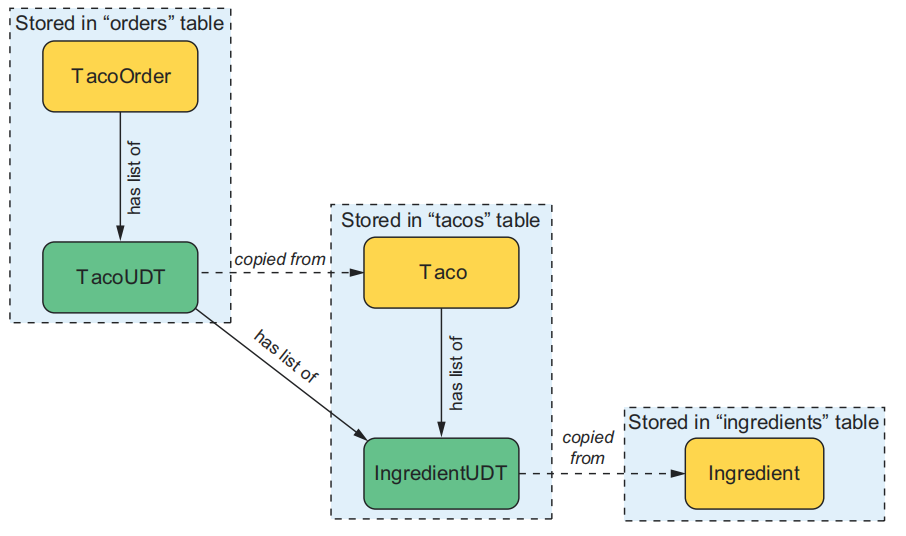 Stored in “orders” table
TacoOrder
has list of
TacoUDT
copied from
has list of
Stored in “tacos” table
Taco
has list of
IngredientUDT
copied
from
Stored in “ingredients” table
Ingredient